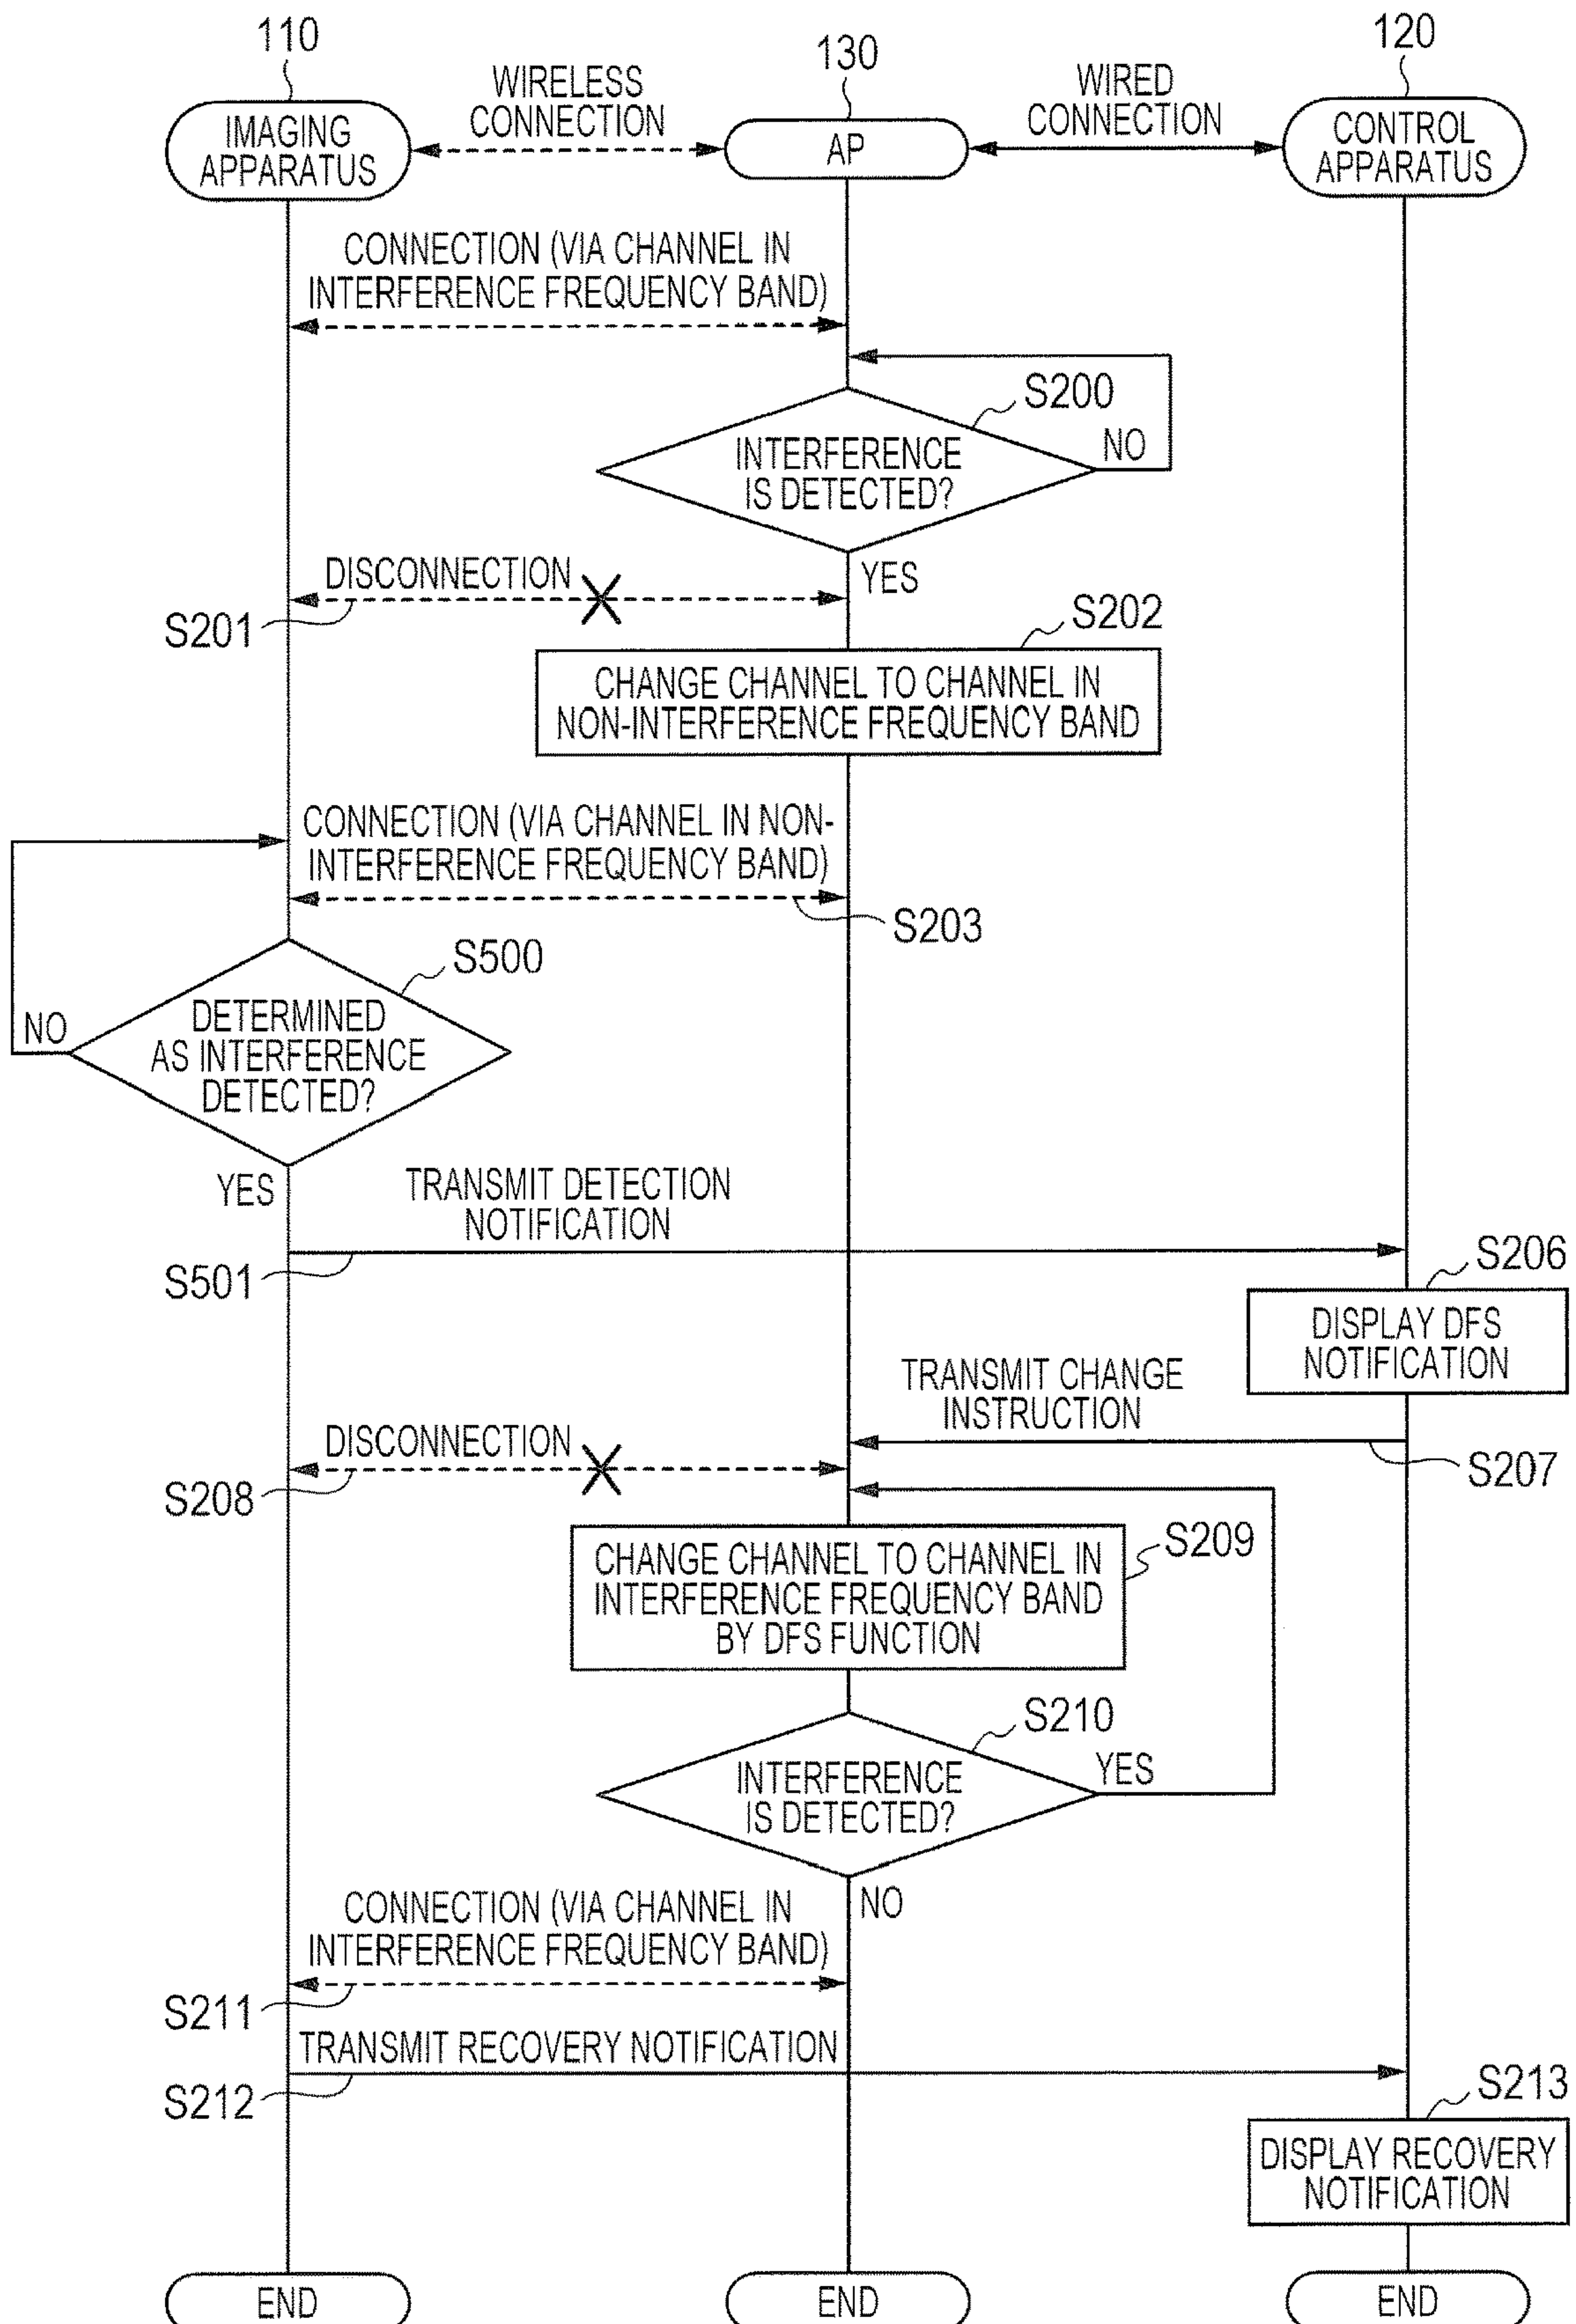 110
130
120
WIRELESS
CONNECTION
WIRED
CONNECTION
IMAGING
APPARATUS
AP
CONTROL
APPARATUS
CONNECTION (VIA CHANNEL IN
INTERFERENCE FREQUENCY BAND)
S200
INTERFERENCE
IS DETECTED?
NO
YES
DISCONNECTION
S201
S202
CHANGE CHANNEL TO CHANNEL IN
NON-INTERFERENCE FREQUENCY BAND
CONNECTION (VIA CHANNEL IN NON-
INTERFERENCE FREQUENCY BAND)
S203
S500
DETERMINED
AS INTERFERENCE
DETECTED?
NO
YES
TRANSMIT DETECTION
NOTIFICATION
S501
S206
DISPLAY DFS
NOTIFICATION
TRANSMIT CHANGE
INSTRUCTION
S207
DISCONNECTION
S208
S209
CHANGE CHANNEL TO CHANNEL IN
INTERFERENCE FREQUENCY BAND
BY DFS FUNCTION
S210
INTERFERENCE
IS DETECTED?
YES
NO
CONNECTION (VIA CHANNEL IN
INTERFERENCE FREQUENCY BAND)
S211
TRANSMIT RECOVERY NOTIFICATION
S212
S213
DISPLAY RECOVERY
NOTIFICATION
END
END
END